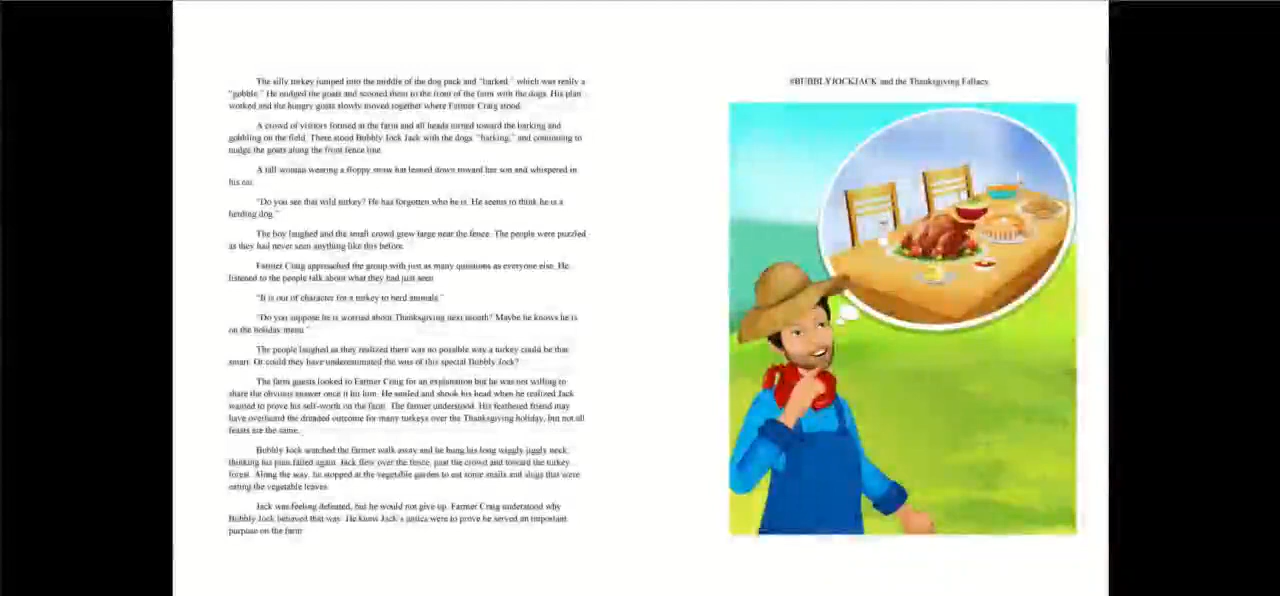 The silly turkey jumped into the middle of the dog pack and "barked," which was really a
"gobble." He nudged the goats and scooted them to the front of the farm with the dogs. His plan
worked and the hungry goats slowly moved together where Farmer Craig stood.
A crowd of visitors formed at the farm and all heads turned toward the barking and
gobbling on the field. There stood Bubbly Jock Jack with the dogs, "barking," and continuing to
nudge the goats along the front fence line.
A tall woman wearing a floppy straw hat leaned down toward her son and whispered in
his ear.
"Do you see that wild turkey? He has forgotten who he is. He seems to think he is a
herding dog."
The boy laughed and the small crowd grew large near the fence. The people were puzzled
as they had never seen anything like this before.
Farmer Craig approached the group with just as many questions as everyone else. He
listened to the people talk about what they had just seen.
"It is out of character for a turkey to herd animals."
"Do you suppose he is worried about Thanksgiving next month? Maybe he knows he is
on the holiday menu."
The people laughed as they realized there was no possible way a turkey could be that
smart. Or could they have underestimated the wits of this special Bubbly Jock?
The farm guests looked to Farmer Craig for an explanation but he was not willing to
share the obvious answer once it hit him. He smiled and shook his head when he realized Jack
wanted to prove his self-worth on the farm. The farmer understood. His feathered friend may
have overheard the dreaded outcome for many turkeys over the Thanksgiving holiday, but not all
feasts are the same.
Bubbly Jock watched the farmer walk away and he hung his long wiggly jiggly neck,
thinking his plan failed again. Jack flew over the fence, past the crowd and toward the turkey
forest. Along the way, he stopped at the vegetable garden to eat some snails and slugs that were
eating the vegetable leaves.
Jack was feeling defeated, but he would not give up. Farmer Craig understood why
Bubbly Jock behaved that way. He knew Jack's antics were to prove he served an important
purpose on the farm.
#BUBBLYJOCKJACK and the Thanksgiving Fallacy